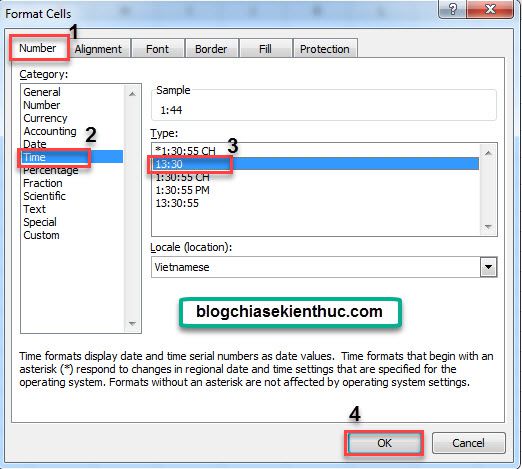 Format Cells
1
Number Alignment Font Border Fill Protection
Category:
General
Number
Currency
Accounting
Date
Time
Percentage
Fraction
Scientific
Text
Special
Custom
2
Sample
1:44
Type:
3
*1:30:55 CH
13:30
1:30:55 CH
1:30:55 PM
13:30:55
Locale (location):
Vietnamese
blogchiasekienthuc.com
Time formats display date and time serial numbers as date values.  Time formats that begin with an
asterisk (*) respond to changes in regional date and time settings that are specified for the
operating system. Formats without an asterisk are not affected by operating system settings.
4
OK Cancel